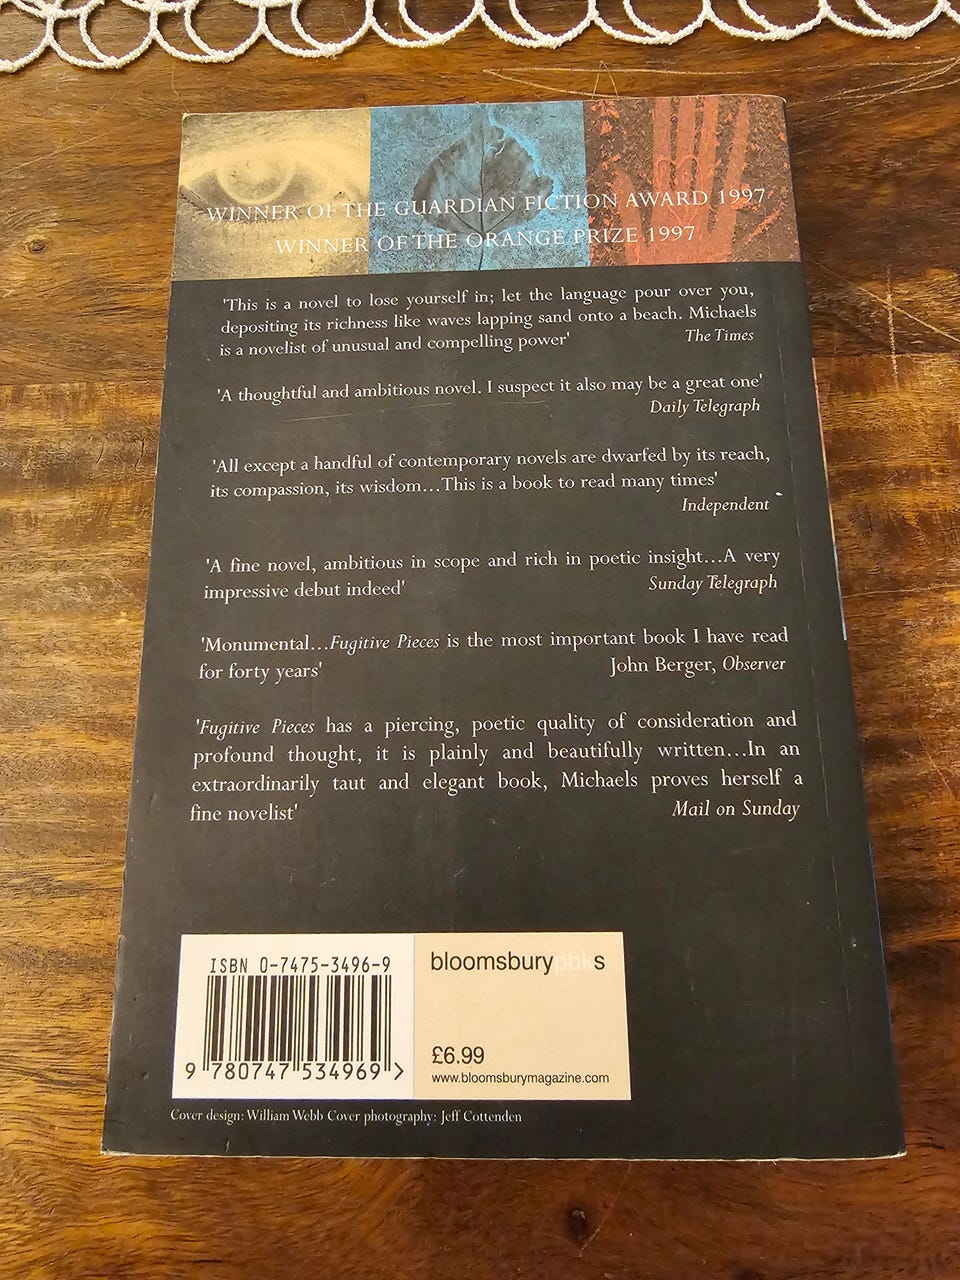 WINNER OF THE GUARDIAN FICTION AWARD 1997
WINNER OF THE ORANGE PRIZE 1997
'This is a novel to lose yourself in; let the language pour over you,
depositing its richness like waves lapping sand onto a beach. Michaels
is a novelist of unusual and compelling power' The Times
'A thoughtful and ambitious novel. I suspect it also may be a great one'
Daily Telegraph
'All except a handful of contemporary novels are dwarfed by its reach,
its compassion, its wisdom...This is a book to read many times'
Independent
'A fine novel, ambitious in scope and rich in poetic insight...A very
impressive debut indeed' Sunday Telegraph
'Monumental...Fugitive Pieces is the most important book I have read
for forty years' John Berger, Observer
'Fugitive Pieces has a piercing, poetic quality of consideration and
profound thought, it is plainly and beautifully written...In an
extraordinarily taut and elegant book, Michaels proves herself a
fine novelist' Mail on Sunday
ISBN 0-7475-3496-9
9 780747 534969 >
bloomsburypbks
£6.99
www.bloomsburymagazine.com
Cover design: William Webb Cover photography: Jeff Cottenden